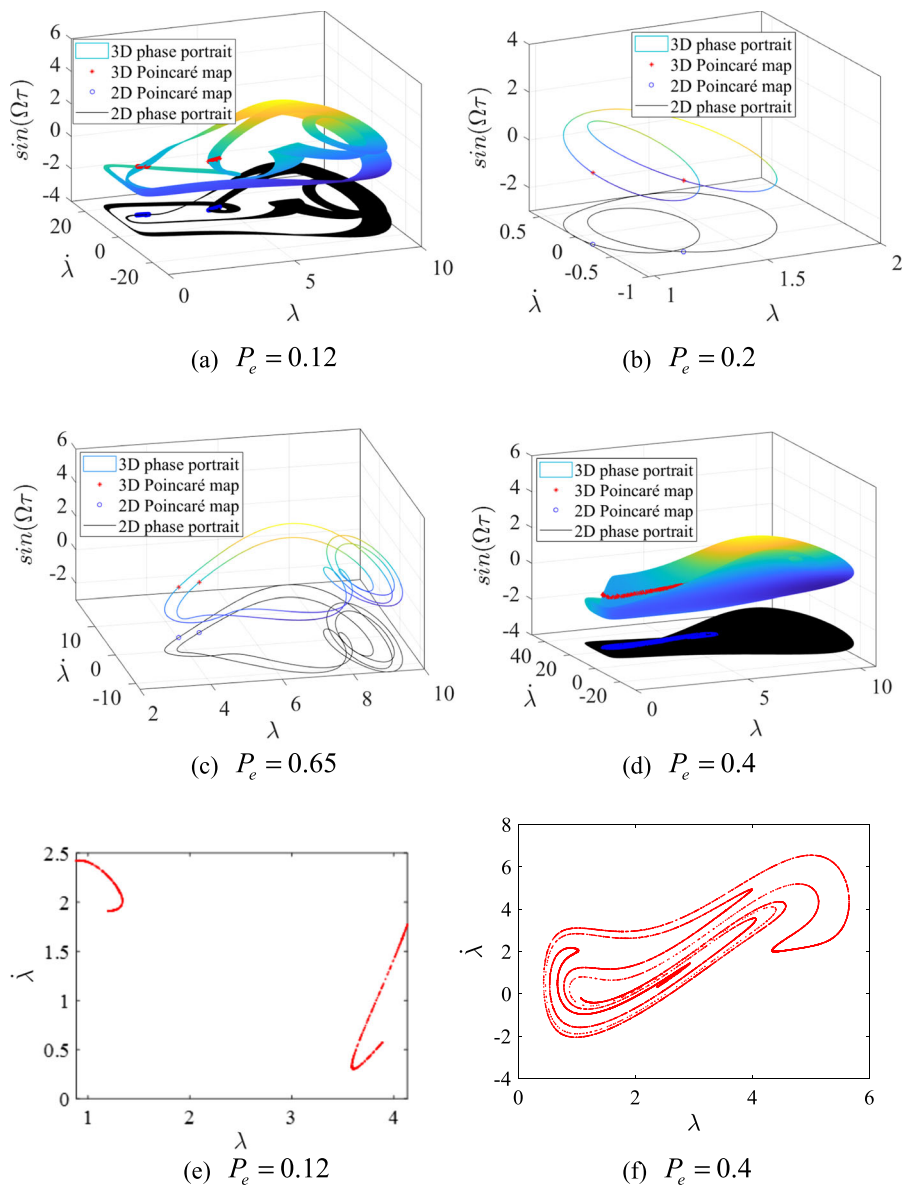 6
4
2
0
-2
-4
sin(Ωτ)
3D phase portrait
3D Poincaré map
2D Poincaré map
2D phase portrait
20
0
-20
λ̇
0
5
10
λ
(a) P_e = 0.12
4
2
0
-2
sin(Ωτ)
3D phase portrait
3D Poincaré map
2D Poincaré map
2D phase portrait
0.5
0
-0.5
-1
λ̇
1
1.5
2
λ
(b) P_e = 0.2
6
4
2
0
-2
sin(Ωτ)
3D phase portrait
3D Poincaré map
2D Poincaré map
2D phase portrait
10
0
-10
λ̇
2
4
6
8
10
λ
(c) P_e = 0.65
6
4
2
0
-2
-4
sin(Ωτ)
3D phase portrait
3D Poincaré map
2D Poincaré map
2D phase portrait
40
20
0
-20
λ̇
0
5
10
λ
(d) P_e = 0.4
2.5
2
1.5
1
0.5
0
λ̇
1 2 3 4
λ
(e) P_e = 0.12
8
6
4
2
0
-2
-4
λ̇
0 2 4 6
λ
(f) P_e = 0.4